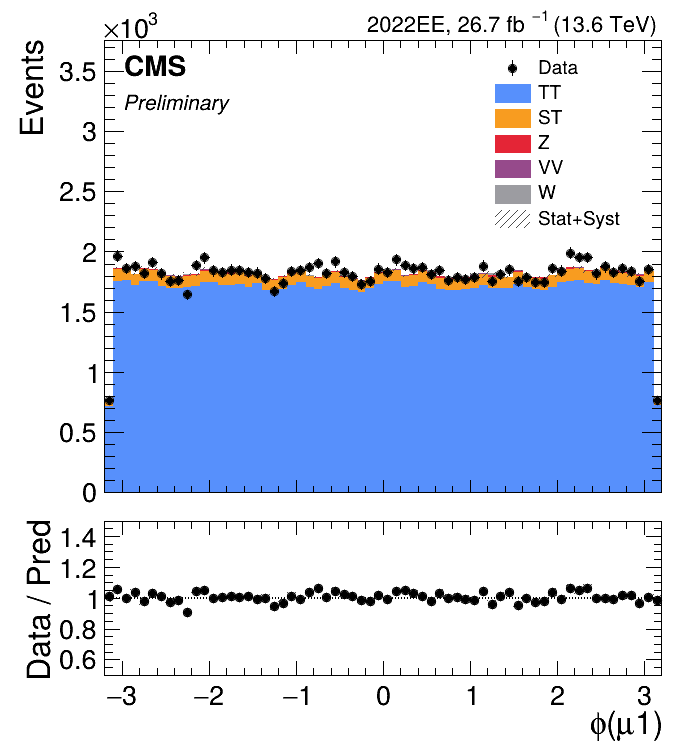 ×10³
2022EE, 26.7 fb ⁻¹ (13.6 TeV)
Events
CMS
Preliminary
Data
TT
ST
Z
VV
W
Stat+Syst
3.5
3
2.5
2
1.5
1
0.5
0
Data / Pred
1.4
1.2
1
0.8
0.6
−3 −2 −1 0 1 2 3
ϕ(μ1)